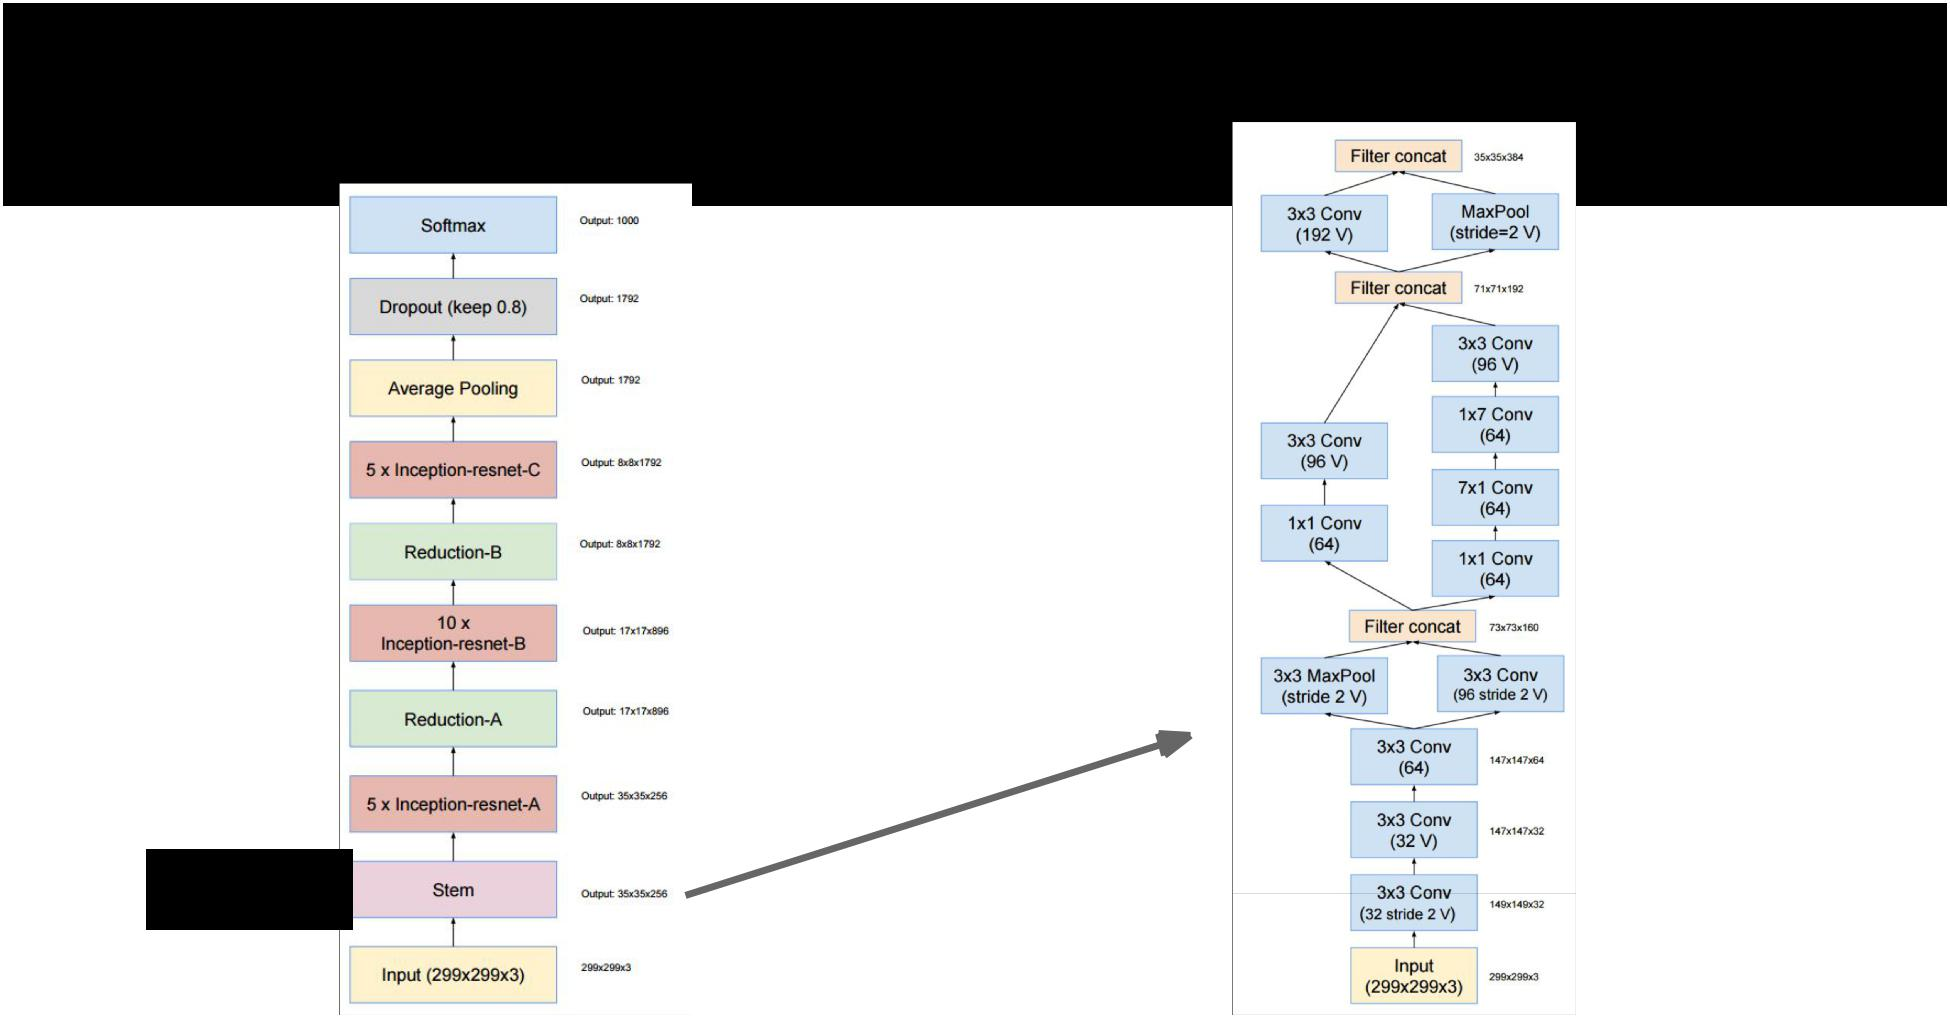 Softmax
Output: 1000
Dropout (keep 0.8)
Output: 1792
Average Pooling
Output: 1792
5 x Inception-resnet-C
Output: 8x8x1792
Reduction-B
Output: 8x8x1792
10 x
Inception-resnet-B
Output: 17x17x896
Reduction-A
Output: 17x17x896
5 x Inception-resnet-A
Output: 35x35x256
Stem
Output: 35x35x256
Input (299x299x3)
299x299x3
Filter concat
35x35x384
3x3 Conv
(192 V)
MaxPool
(stride=2 V)
Filter concat
71x71x192
3x3 Conv
(96 V)
1x7 Conv
(64)
3x3 Conv
(96 V)
7x1 Conv
(64)
1x1 Conv
(64)
1x1 Conv
(64)
Filter concat
73x73x160
3x3 MaxPool
(stride 2 V)
3x3 Conv
(96 stride 2 V)
3x3 Conv
(64)
147x147x64
3x3 Conv
(32 V)
147x147x32
3x3 Conv
(32 stride 2 V)
149x149x32
Input
(299x299x3)
299x299x3